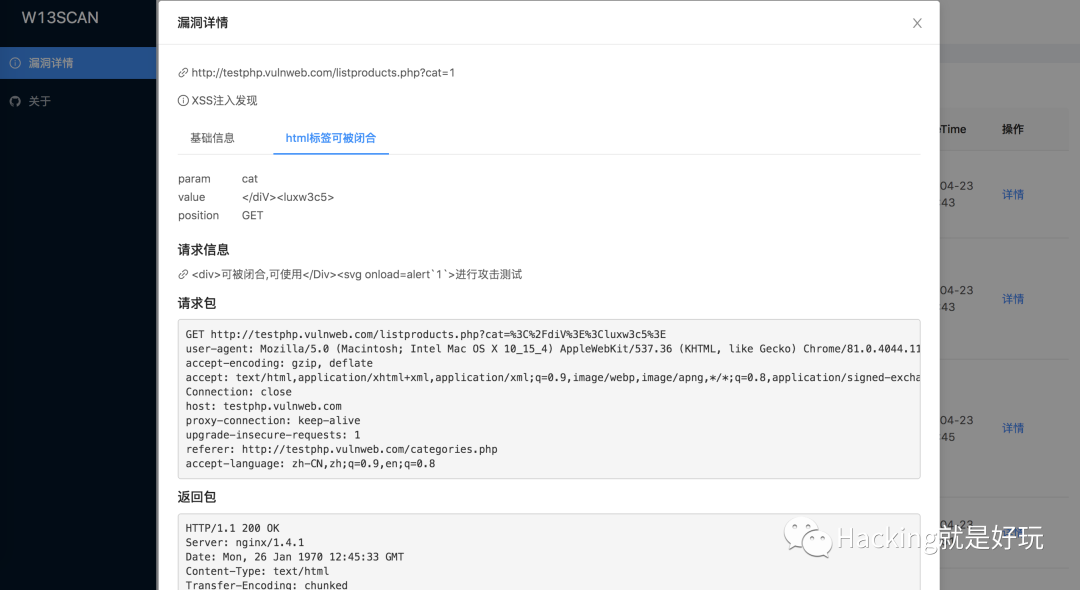 W13SCAN
漏洞详情
关于
漏洞详情
http://testphp.vulnweb.com/listproducts.php?cat=1
XSS注入发现
基础信息
html标签可被闭合
param cat
value </diV><luxw3c5>
position GET
请求信息
<div>可被闭合,可使用</Div><svg onload=alert`1`>进行攻击测试
请求包
GET http://testphp.vulnweb.com/listproducts.php?cat=%3C%2FdiV%3E%3Cluxw3c5%3E
user-agent: Mozilla/5.0 (Macintosh; Intel Mac OS X 10_15_4) AppleWebKit/537.36 (KHTML, like Gecko) Chrome/81.0.4044.11
accept-encoding: gzip, deflate
accept: text/html,application/xhtml+xml,application/xml;q=0.9,image/webp,image/apng,*/*;q=0.8,application/signed-excha
Connection: close
host: testphp.vulnweb.com
proxy-connection: keep-alive
upgrade-insecure-requests: 1
referer: http://testphp.vulnweb.com/categories.php
accept-language: zh-CN,zh;q=0.9,en;q=0.8
返回包
HTTP/1.1 200 OK
Server: nginx/1.4.1
Date: Mon, 26 Jan 1970 12:45:33 GMT
Content-Type: text/html
Transfer-Encoding: chunked
Time 操作
04-23
:43 详情
04-23
:43 详情
04-23
:45 详情
04-23
详情
Hacking就是好玩